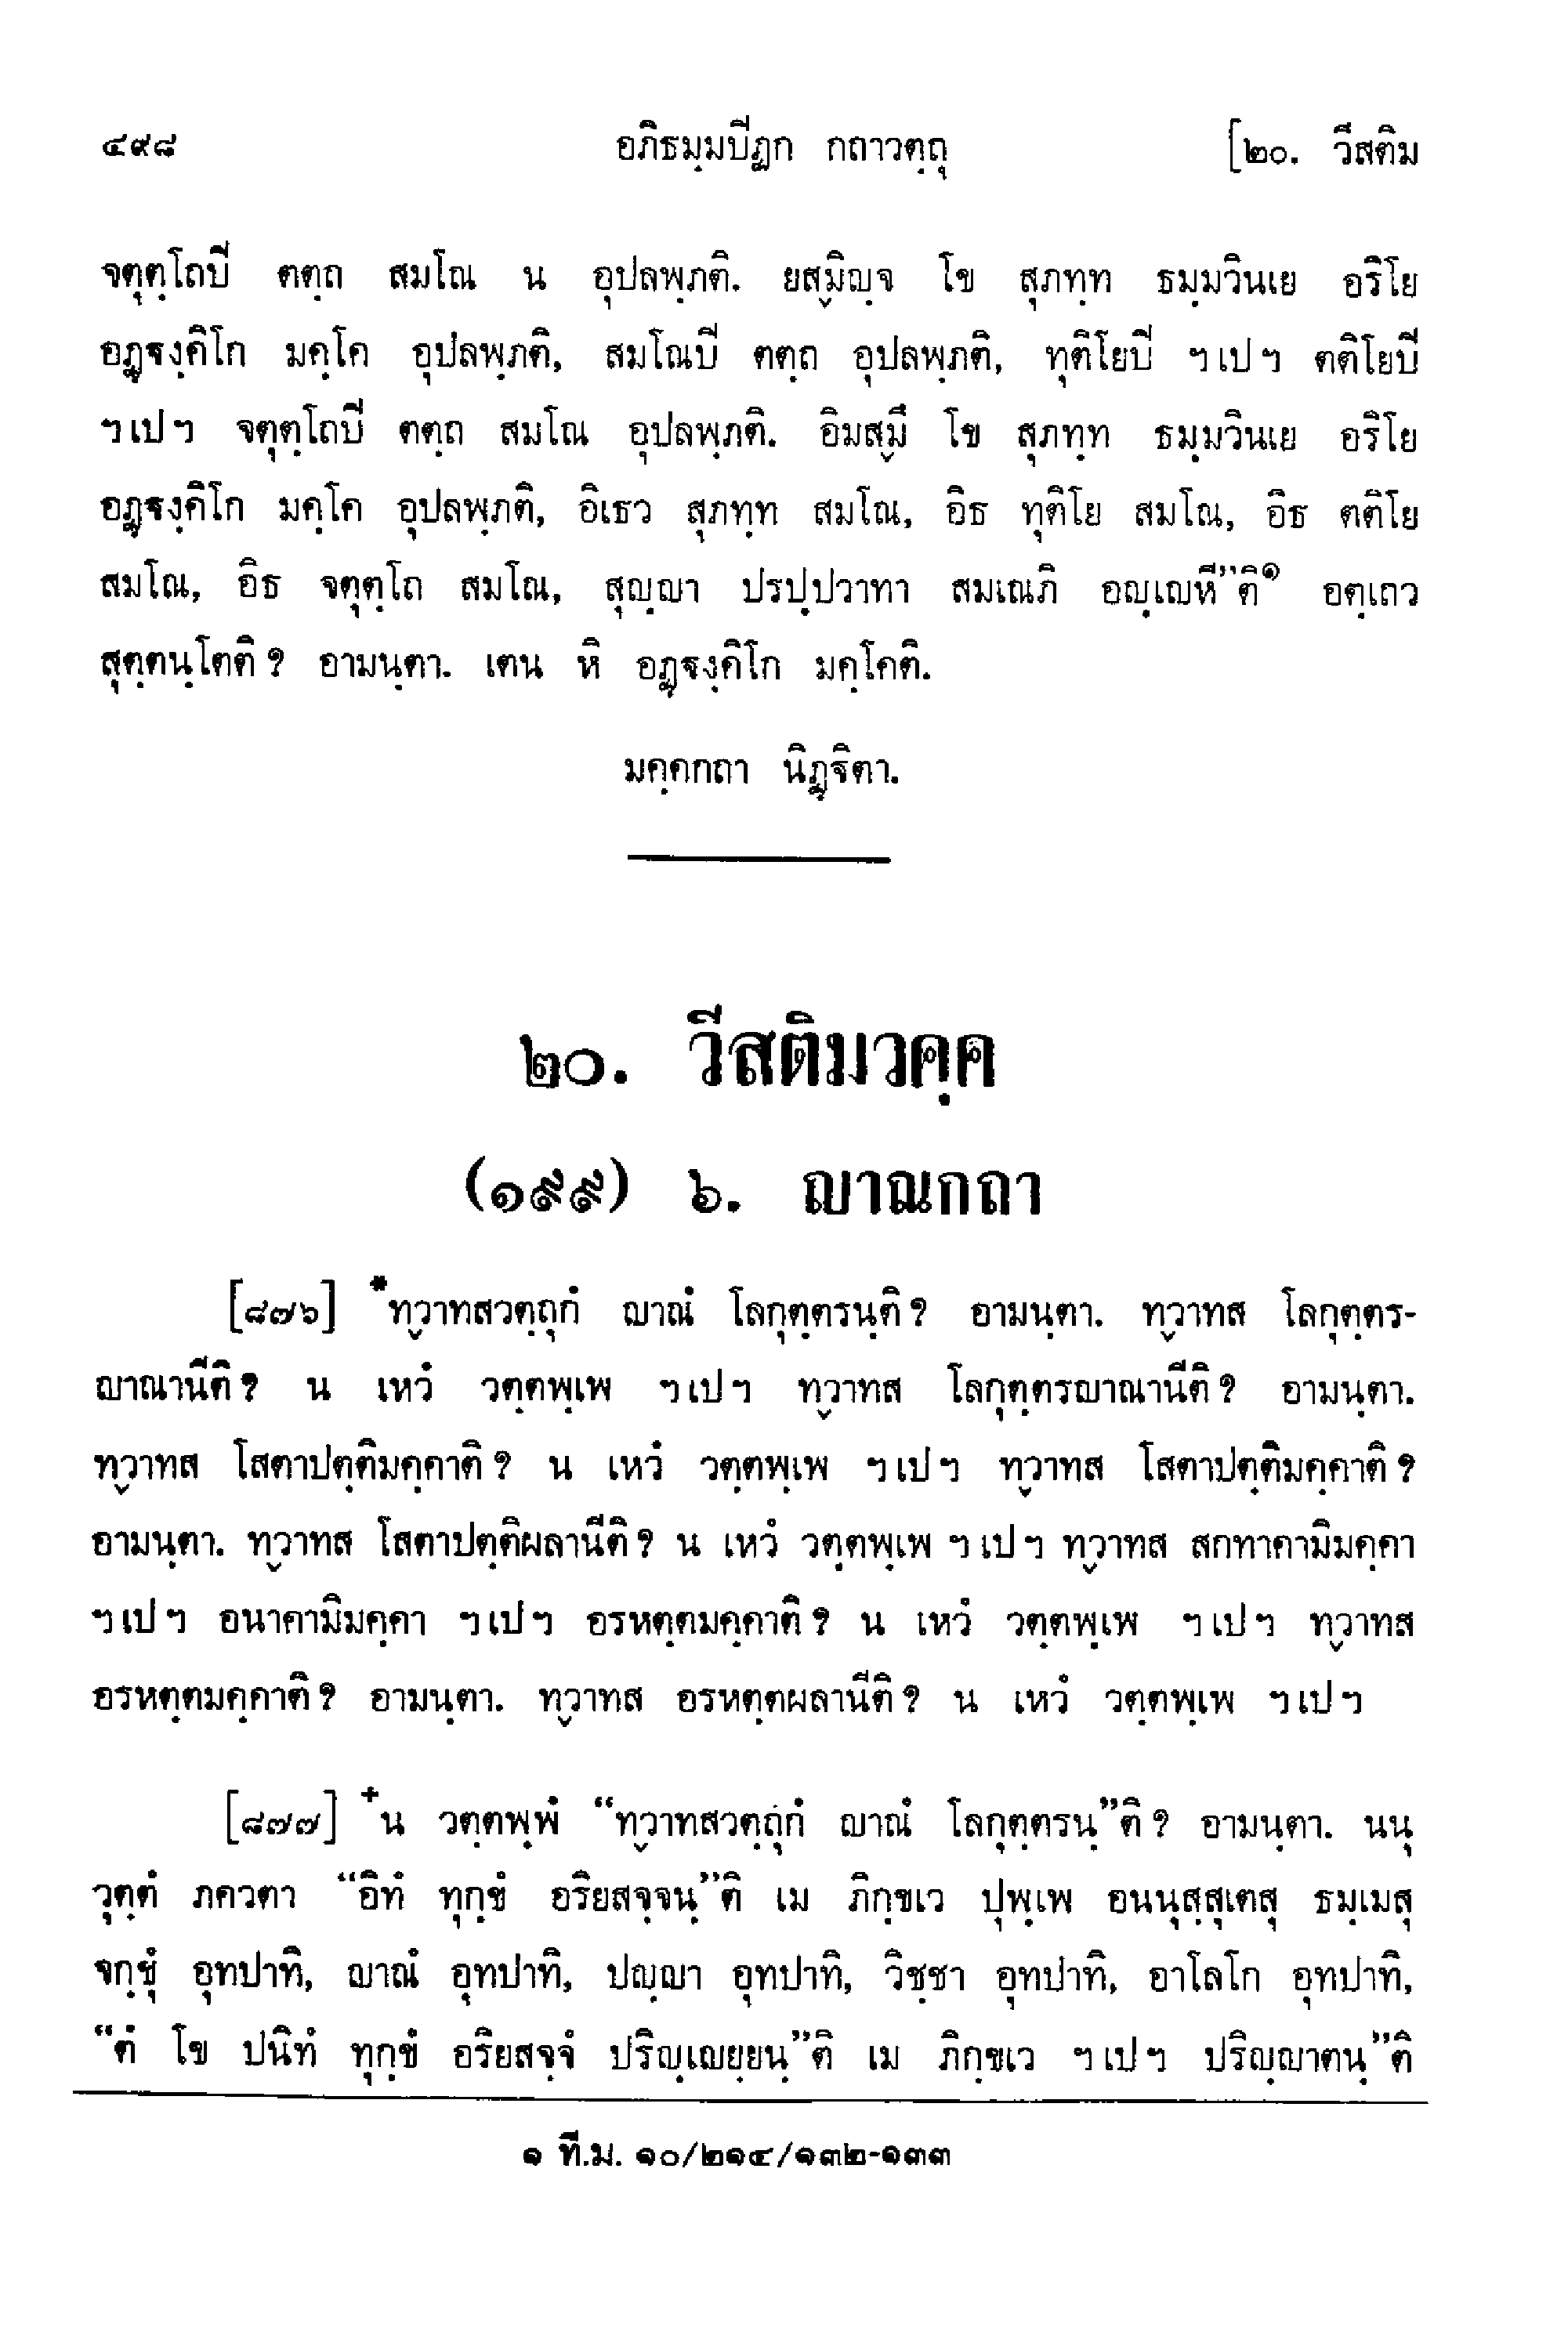 ๔๙๘ อภิธมฺมปิฏก กถาวตฺถุ [๒๐. วีสติม
จตุตฺโถปิ ตตฺถ สมโณ น อุปลพฺภติ. ยสฺมิญฺจ โข สุภทฺท ธมฺมวินเย อริโย
อฏฺฐงฺคิโก มคฺโค อุปลพฺภติ, สมโณปิ ตตฺถ อุปลพฺภติ, ทุติโยปิ ฯเปฯ ตติโยปิ
ฯเปฯ จตุตฺโถปิ ตตฺถ สมโณ อุปลพฺภติ. อิมสฺมึ โข สุภทฺท ธมฺมวินเย อริโย
อฏฺฐงฺคิโก มคฺโค อุปลพฺภติ, อิเธว สุภทฺท สมโณ, อิธ ทุติโย สมโณ, อิธ ตติโย
สมโณ, อิธ จตุตฺโถ สมโณ, สุญฺญา ปรปฺปวาทา สมเณภิ อญฺเญหี”ติ๑ อตฺเถว
สุตฺตนฺโตติ? อามนฺตา. เตน หิ อฏฺฐงฺคิโก มคฺโคติ.
มคฺคกถา นิฏฺฐิตา.
๒๐. วีสติมวคฺค
(๑๙๙) ๖. ญาณกถา
[๘๗๖] *ทฺวาทสวตฺถุกํ ญาณํ โลกุตฺตรนฺติ? อามนฺตา. ทฺวาทส โลกุตฺตร-
ญาณานีติ? น เหวํ วตฺตพฺเพ ฯเปฯ ทฺวาทส โลกุตฺตรญาณานีติ? อามนฺตา.
ทฺวาทส โสตาปตฺติมคฺคาติ? น เหวํ วตฺตพฺเพ ฯเปฯ ทฺวาทส โสตาปตฺติมคฺคาติ?
อามนฺตา. ทฺวาทส โสตาปตฺติผลานีติ? น เหวํ วตฺตพฺเพ ฯเปฯ ทฺวาทส สกทาคามิมคฺคา
ฯเปฯ อนาคามิมคฺคา ฯเปฯ อรหตฺตมคฺคาติ? น เหวํ วตฺตพฺเพ ฯเปฯ ทฺวาทส
อรหตฺตมคฺคาติ? อามนฺตา. ทฺวาทส อรหตฺตผลานีติ? น เหวํ วตฺตพฺเพ ฯเปฯ
[๘๗๗] +น วตฺตพฺพํ “ทฺวาทสวตฺถุกํ ญาณํ โลกุตฺตรนฺ”ติ? อามนฺตา. นนุ
วุตฺตํ ภควตา “อิทํ ทุกฺขํ อริยสจฺจนฺ”ติ เม ภิกฺขเว ปุพฺเพ อนนุสฺสุเตสุ ธมฺเมสุ
จกฺขุํ อุทปาทิ, ญาณํ อุทปาทิ, ปญฺญา อุทปาทิ, วิชฺชา อุทปาทิ, อาโลโก อุทปาทิ,
“ตํ โข ปนิทํ ทุกฺขํ อริยสจฺจํ ปริญฺเญยฺยนฺ”ติ เม ภิกฺขเว ฯเปฯ ปริญฺญาตนฺ”ติ
๑ ที.ม. ๑๐/๒๑๔/๑๓๒-๑๓๓